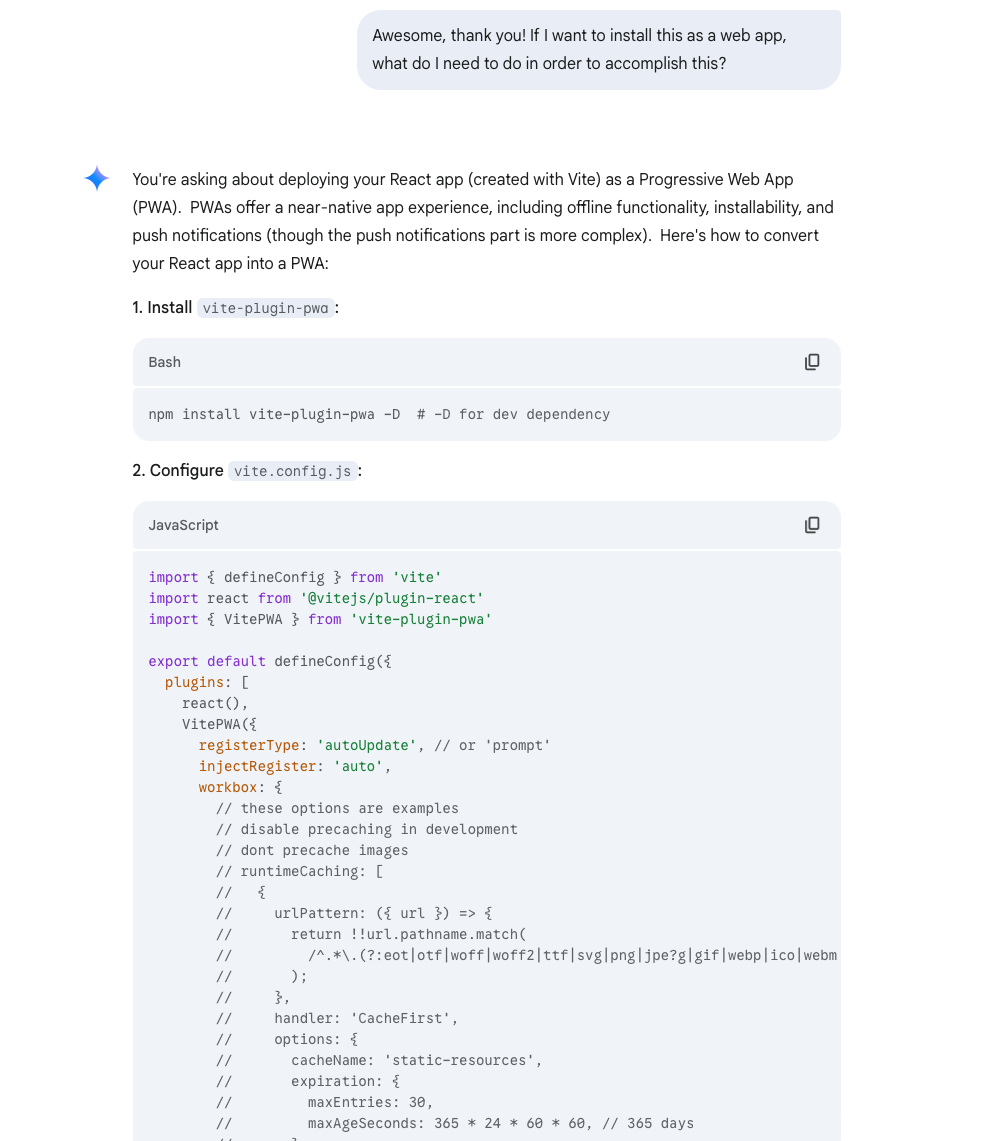 Awesome, thank you! If I want to install this as a web app,
what do I need to do in order to accomplish this?
You're asking about deploying your React app (created with Vite) as a Progressive Web App
(PWA).  PWAs offer a near-native app experience, including offline functionality, installability, and
push notifications (though the push notifications part is more complex).  Here's how to convert
your React app into a PWA:
1. Install vite-plugin-pwa:
Bash
npm install vite-plugin-pwa -D  # -D for dev dependency
2. Configure vite.config.js:
JavaScript
import { defineConfig } from 'vite'
import react from '@vitejs/plugin-react'
import { VitePWA } from 'vite-plugin-pwa'
export default defineConfig({
  plugins: [
    react(),
    VitePWA({
      registerType: 'autoUpdate', // or 'prompt'
      injectRegister: 'auto',
      workbox: {
        // these options are examples
        // disable precaching in development
        // dont precache images
        // runtimeCaching: [
        //   {
        //     urlPattern: ({ url }) => {
        //       return !!url.pathname.match(
        //         /^.*\.(?:eot|otf|woff|woff2|ttf|svg|png|jpe?g|gif|webp|ico|webm
        //       );
        //     },
        //     handler: 'CacheFirst',
        //     options: {
        //       cacheName: 'static-resources',
        //       expiration: {
        //         maxEntries: 30,
        //         maxAgeSeconds: 365 * 24 * 60 * 60, // 365 days